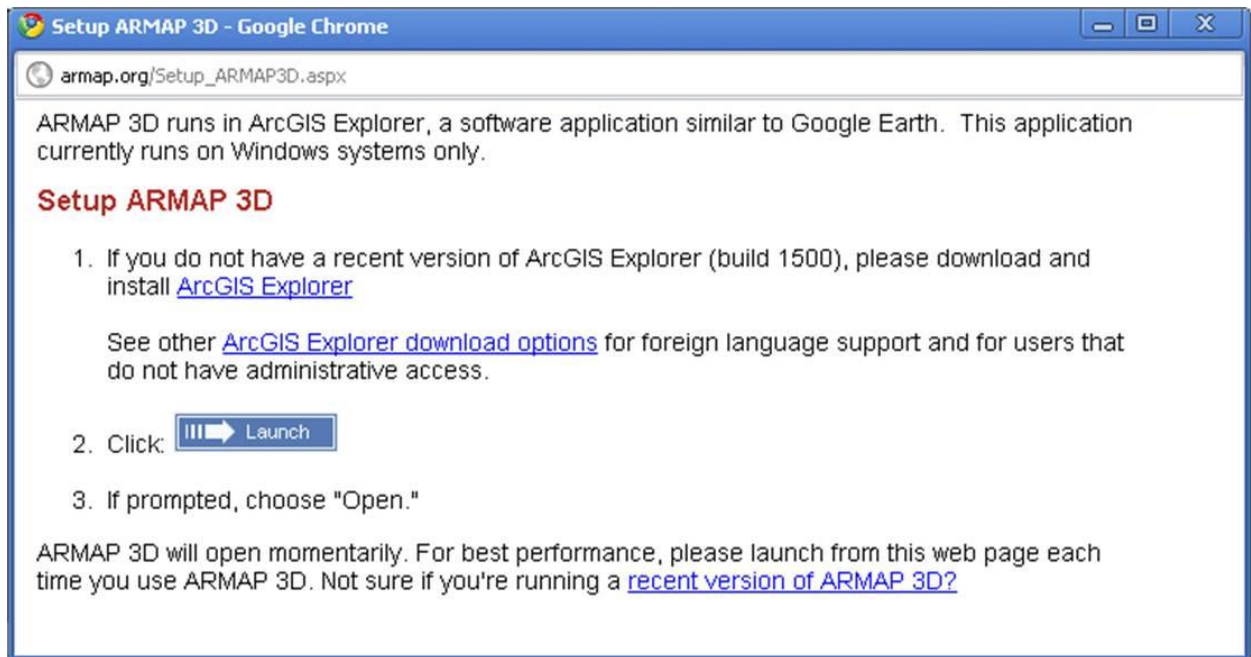 Setup ARMAP 3D - Google Chrome
armap.org/Setup_ARMAP3D.aspx
ARMAP 3D runs in ArcGIS Explorer, a software application similar to Google Earth.  This application
currently runs on Windows systems only.
Setup ARMAP 3D
1. If you do not have a recent version of ArcGIS Explorer (build 1500), please download and
install ArcGIS Explorer
See other ArcGIS Explorer download options for foreign language support and for users that
do not have administrative access.
2. Click: Launch
3. If prompted, choose "Open."
ARMAP 3D will open momentarily. For best performance, please launch from this web page each
time you use ARMAP 3D. Not sure if you're running a recent version of ARMAP 3D?